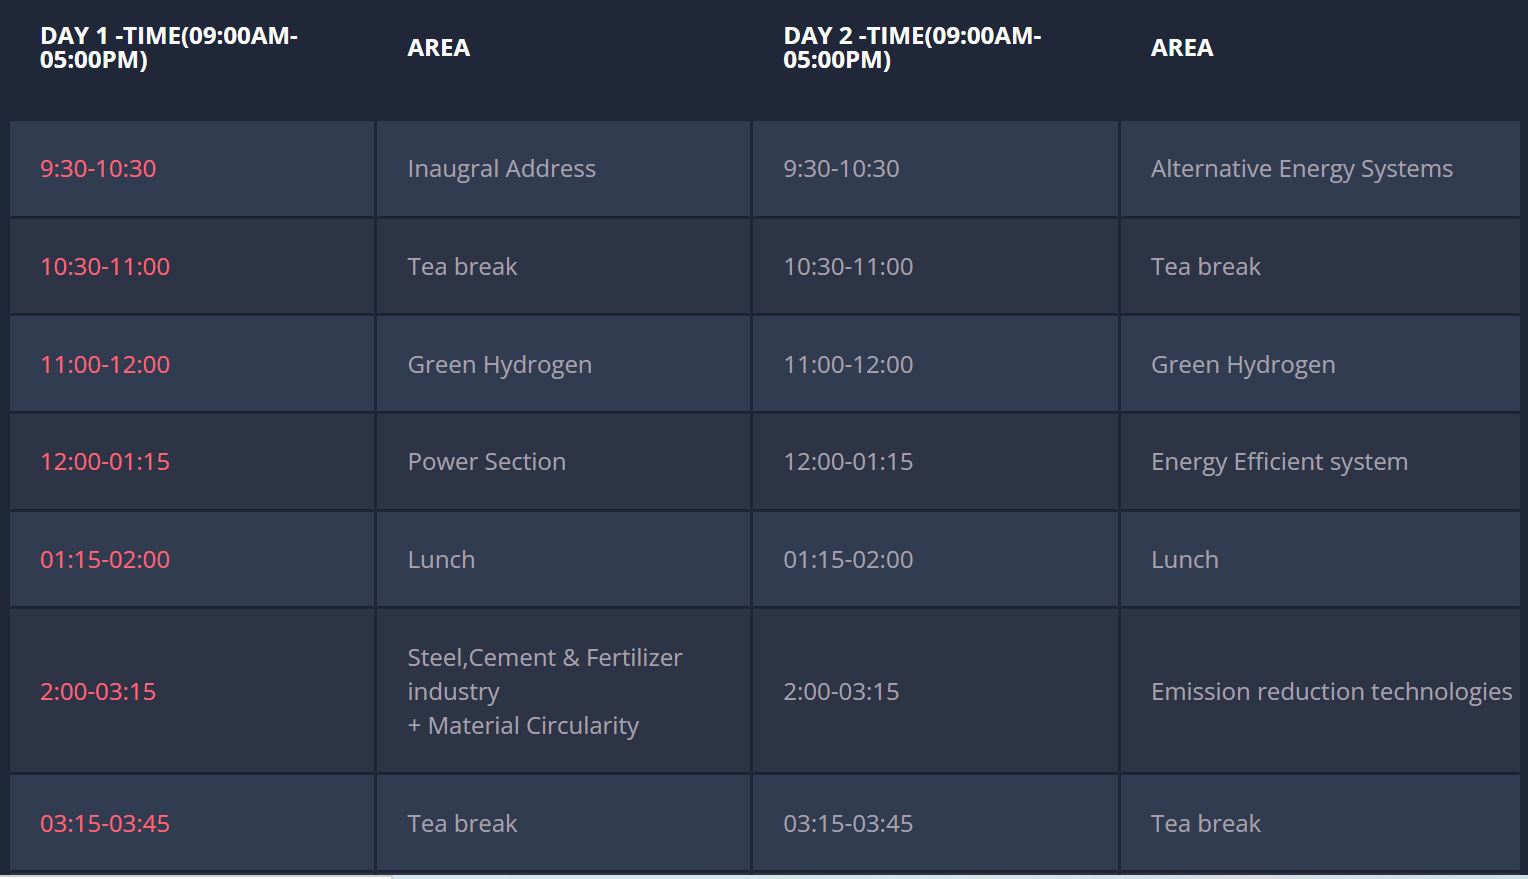 DAY 1 -TIME(09:00AM-
05:00PM)
AREA
DAY 2 -TIME(09:00AM-
05:00PM)
AREA
9:30-10:30
Inaugral Address
9:30-10:30
Alternative Energy Systems
10:30-11:00
Tea break
10:30-11:00
Tea break
11:00-12:00
Green Hydrogen
11:00-12:00
Green Hydrogen
12:00-01:15
Power Section
12:00-01:15
Energy Efficient system
01:15-02:00
Lunch
01:15-02:00
Lunch
2:00-03:15
Steel,Cement & Fertilizer
industry
+ Material Circularity
2:00-03:15
Emission reduction technologies
03:15-03:45
Tea break
03:15-03:45
Tea break